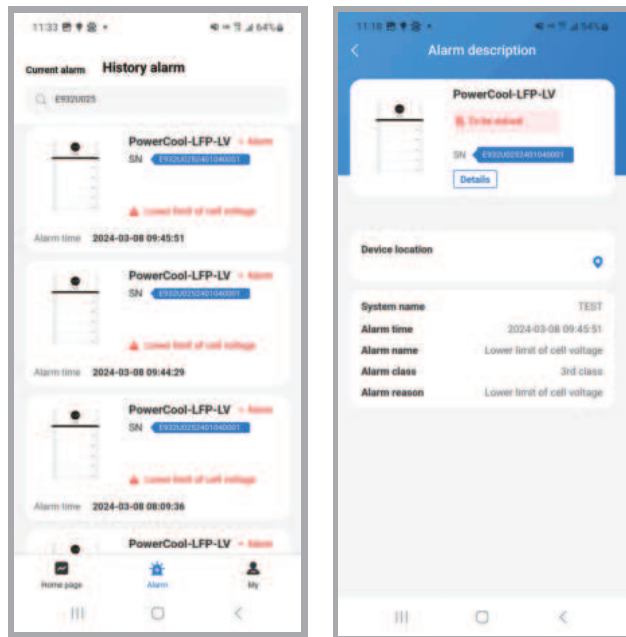 11:33
64%
Current alarm History alarm
E932U025
PowerCool-LFP-LV Alarm
SN E932U0252401040001
Lower limit of cell voltage
Alarm time 2024-03-08 09:45:51
PowerCool-LFP-LV Alarm
SN E932U0252401040001
Lower limit of cell voltage
Alarm time 2024-03-08 09:44:29
PowerCool-LFP-LV Alarm
SN E932U0252401040001
Lower limit of cell voltage
Alarm time 2024-03-08 08:09:36
PowerCool-LFP-LV Alarm
Home page Alarm My
Alarm description
PowerCool-LFP-LV
To be solved
SN E932U0252401040001
Details
Device location
System name TEST
Alarm time 2024-03-08 09:45:51
Alarm name Lower limit of cell voltage
Alarm class 3rd class
Alarm reason Lower limit of cell voltage